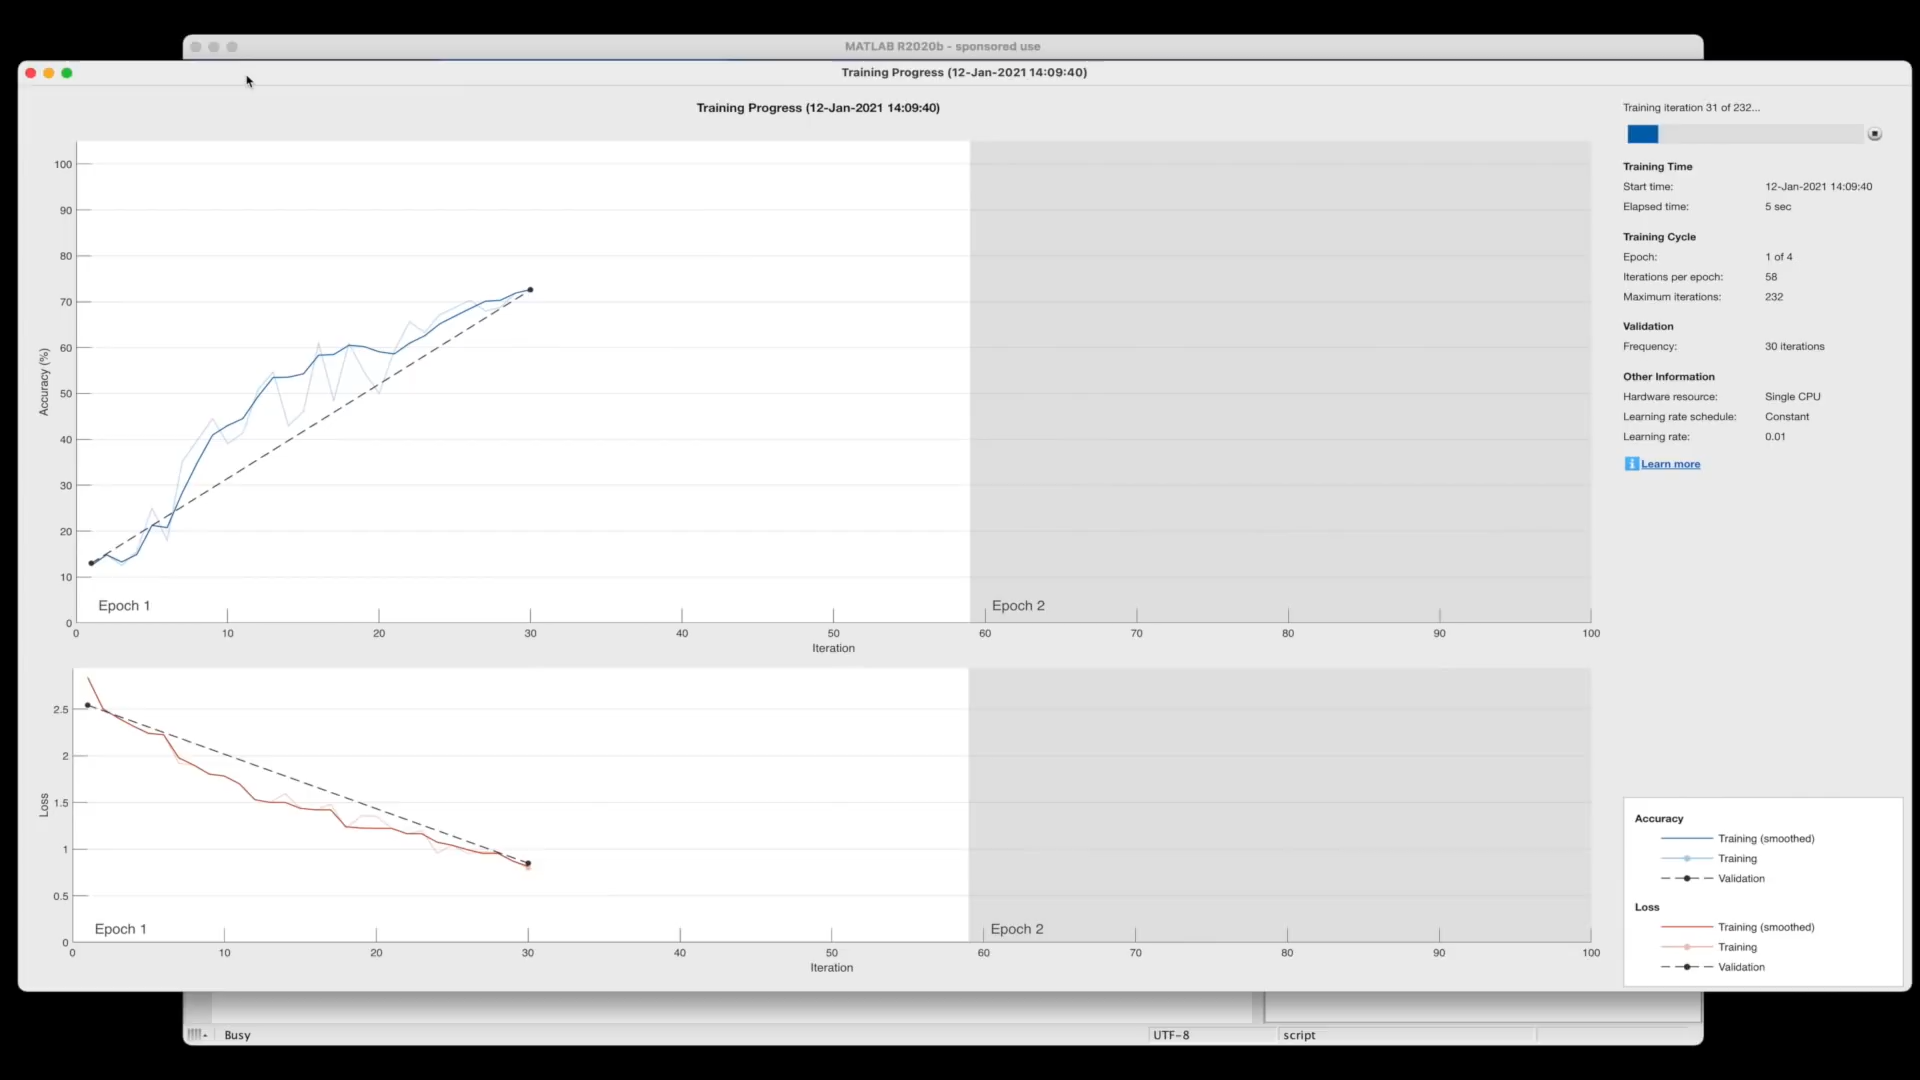 MATLAB R2020b - sponsored use
Training Progress (12-Jan-2021 14:09:40)
Training Progress (12-Jan-2021 14:09:40)
100
90
80
70
60
50
40
30
20
10
0
Accuracy (%)
Epoch 1
Epoch 2
0 10 20 30 40 50 60 70 80 90 100
Iteration
2.5
2
1.5
1
0.5
0
Loss
Epoch 1
Epoch 2
0 10 20 30 40 50 60 70 80 90 100
Iteration
Training iteration 31 of 232...
Training Time
Start time: 12-Jan-2021 14:09:40
Elapsed time: 5 sec
Training Cycle
Epoch: 1 of 4
Iterations per epoch: 58
Maximum iterations: 232
Validation
Frequency: 30 iterations
Other Information
Hardware resource: Single CPU
Learning rate schedule: Constant
Learning rate: 0.01
i Learn more
Accuracy
Training (smoothed)
Training
Validation
Loss
Training (smoothed)
Training
Validation
Busy
UTF-8
script